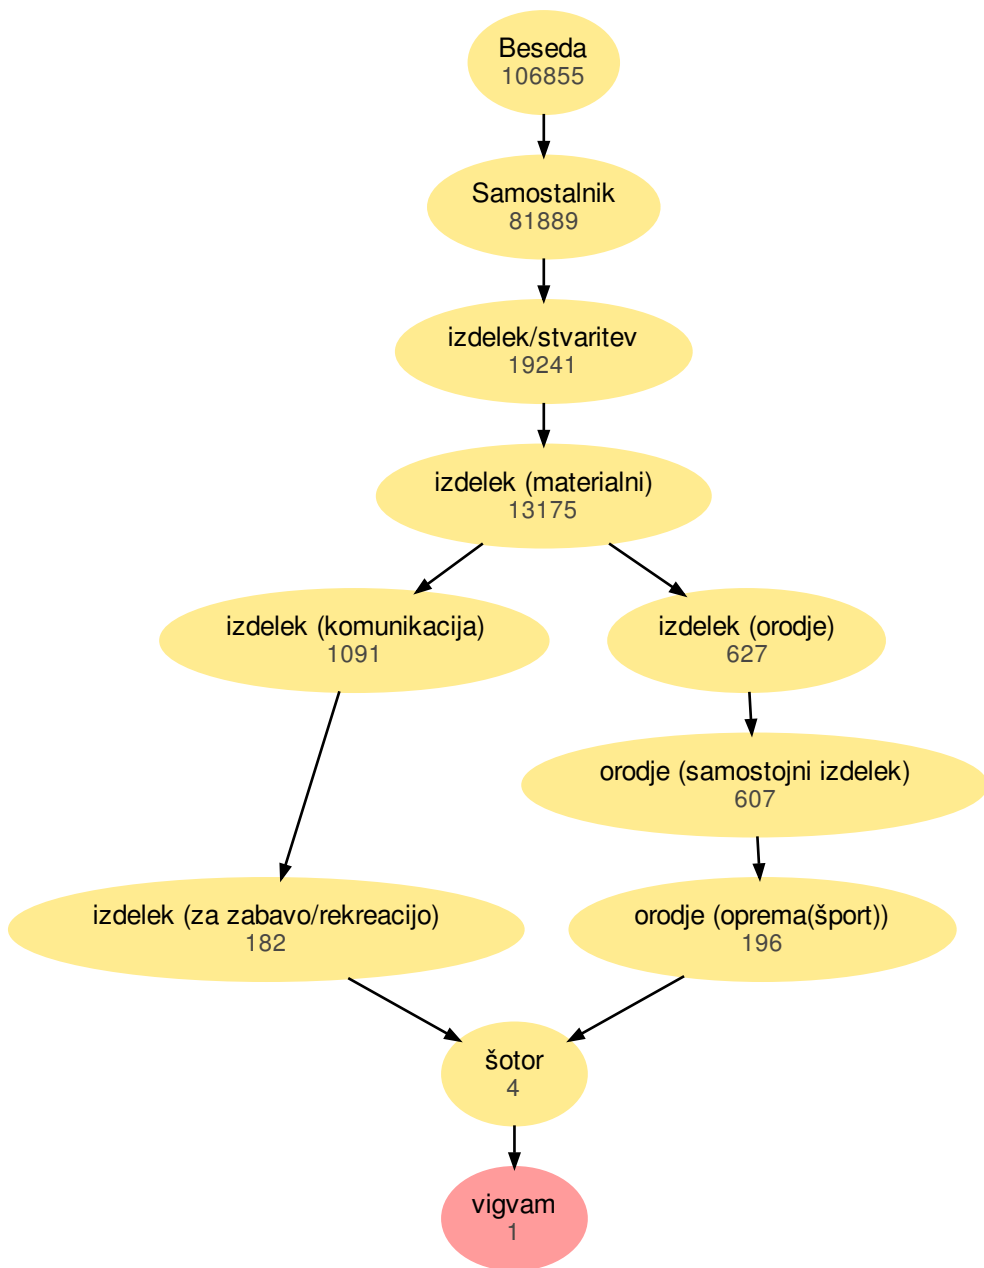 Beseda
106855
Samostalnik
81889
izdelek/stvaritev
19241
izdelek (materialni)
13175
izdelek (komunikacija)
1091
izdelek (orodje)
627
orodje (samostojni izdelek)
607
izdelek (za zabavo/rekreacijo)
182
orodje (oprema(šport))
196
šotor
4
vigvam
1